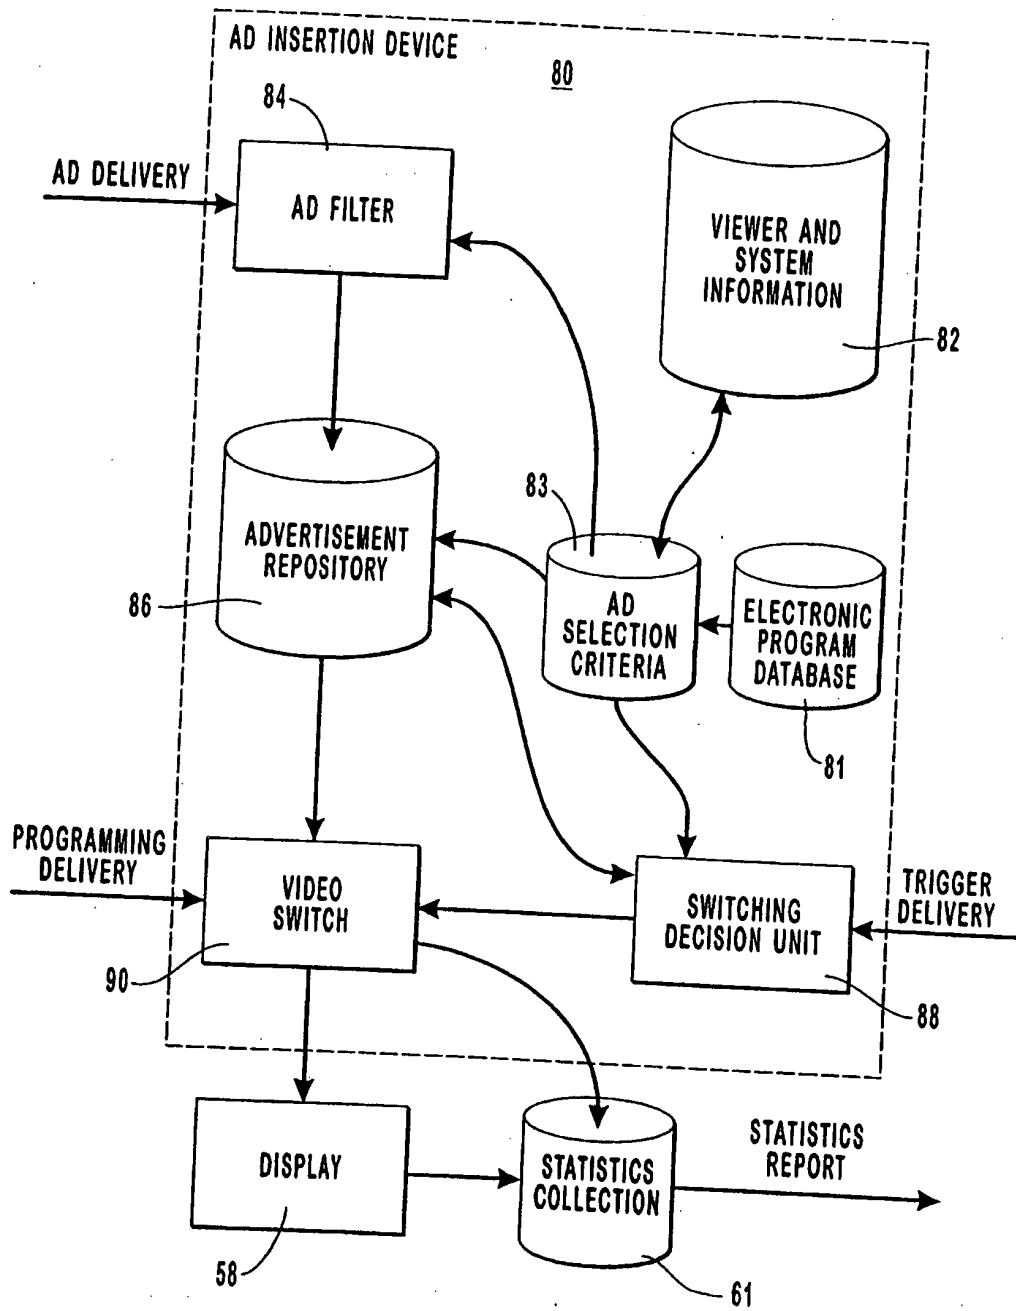 AD INSERTION DEVICE
80
84
AD DELIVERY
AD FILTER
VIEWER AND
SYSTEM
INFORMATION
82
83
ADVERTISEMENT
REPOSITORY
86
AD
SELECTION
CRITERIA
ELECTRONIC
PROGRAM
DATABASE
81
PROGRAMMING
DELIVERY
VIDEO
SWITCH
90
SWITCHING
DECISION UNIT
88
TRIGGER
DELIVERY
DISPLAY
58
STATISTICS
COLLECTION
61
STATISTICS
REPORT